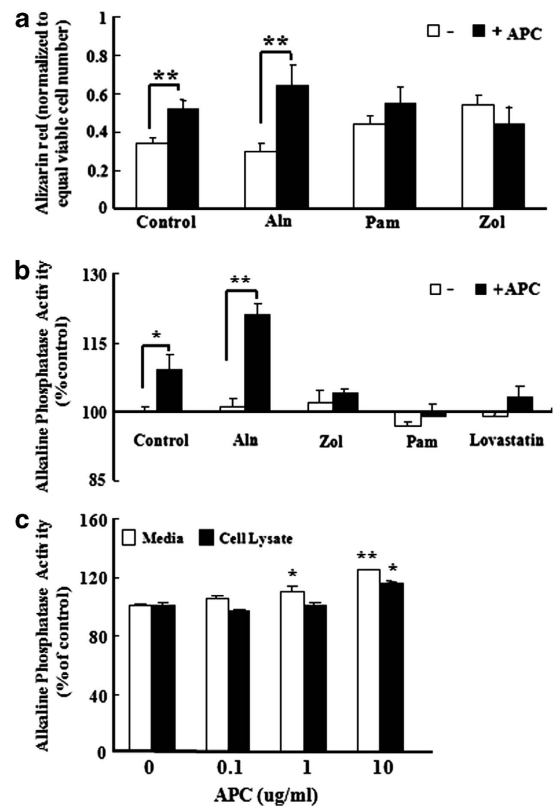 a
Alizarin red (normalized to
equal viable cell number)
1
0.8
0.6
0.4
0.2
0
**
**
- + APC
Control Aln Pam Zol
b
Alkaline Phosphatase Activity
(%control)
130
115
100
85
*
**
- +APC
Control Aln Zol Pam Lovastatin
c
Alkaline Phosphatase Activity
(% of control)
160
120
80
40
0
Media Cell Lysate
*
** *
0 0.1 1 10
APC (ug/ml)